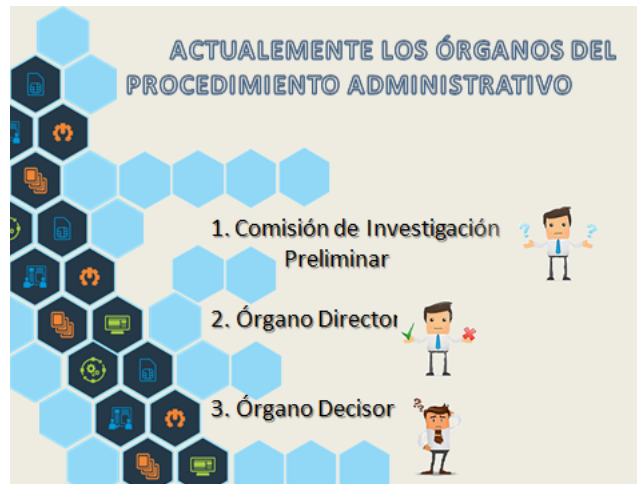 ACTUALEMENTE LOS ÓRGANOS DEL
PROCEDIMIENTO ADMINISTRATIVO
1. Comisión de Investigación
Preliminar
2. Órgano Director
3. Órgano Decisor